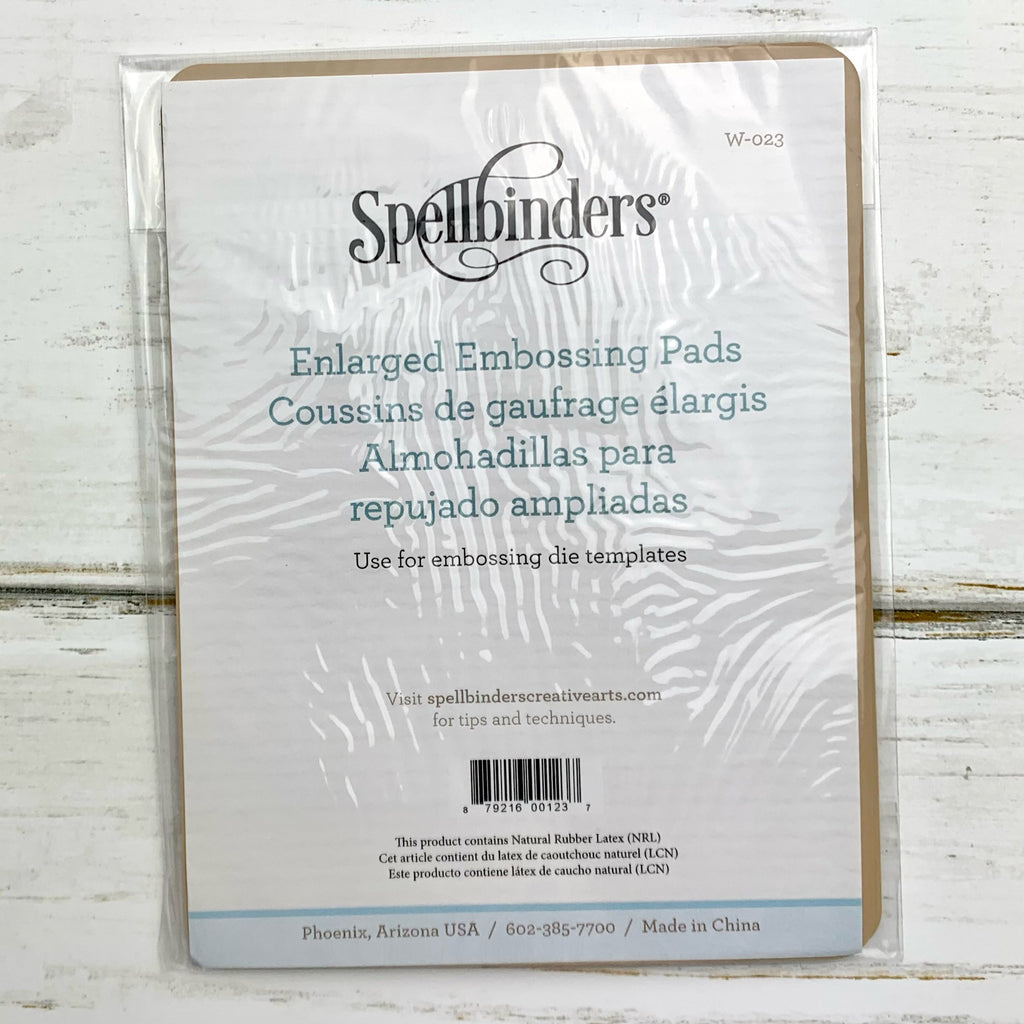 W-023
Spellbinders®
Enlarged Embossing Pads
Coussins de gaufrage élargis
Almohadillas para
repujado ampliadas
Use for embossing die templates
Visit spellbinderscreativearts.com
for tips and techniques.
8 79216 00123 7
This product contains Natural Rubber Latex (NRL)
Cet article contient du latex de caoutchouc naturel (LCN)
Este producto contiene látex de caucho natural (LCN)
Phoenix, Arizona USA / 602-385-7700 / Made in China